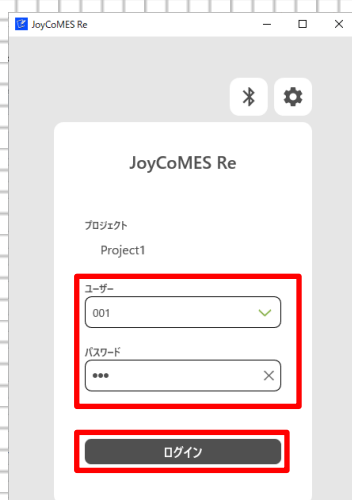 JoyCoMES Re
JoyCoMES Re
プロジェクト
Project1
ユーザー
001
パスワード
•••
ログイン